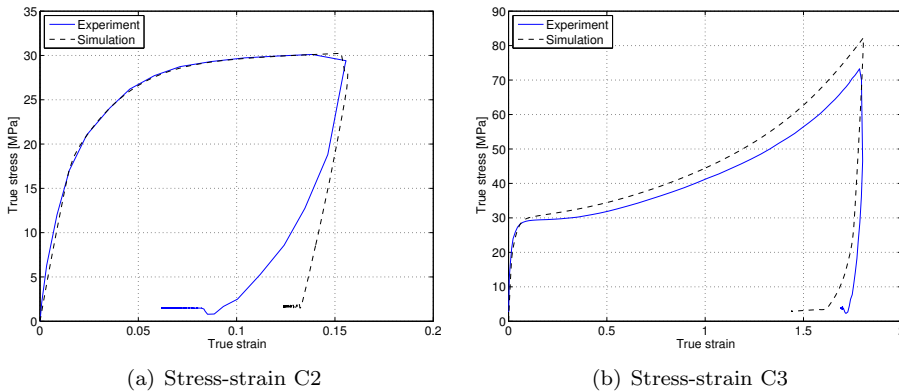 35
30
25
20
15
10
5
0
0 0.05 0.1 0.15 0.2
True stress [MPa]
True strain
Experiment
Simulation
(a) Stress-strain C2
90
80
70
60
50
40
30
20
10
0
0 0.5 1 1.5
True stress [MPa]
True strain
Experiment
Simulation
(b) Stress-strain C3